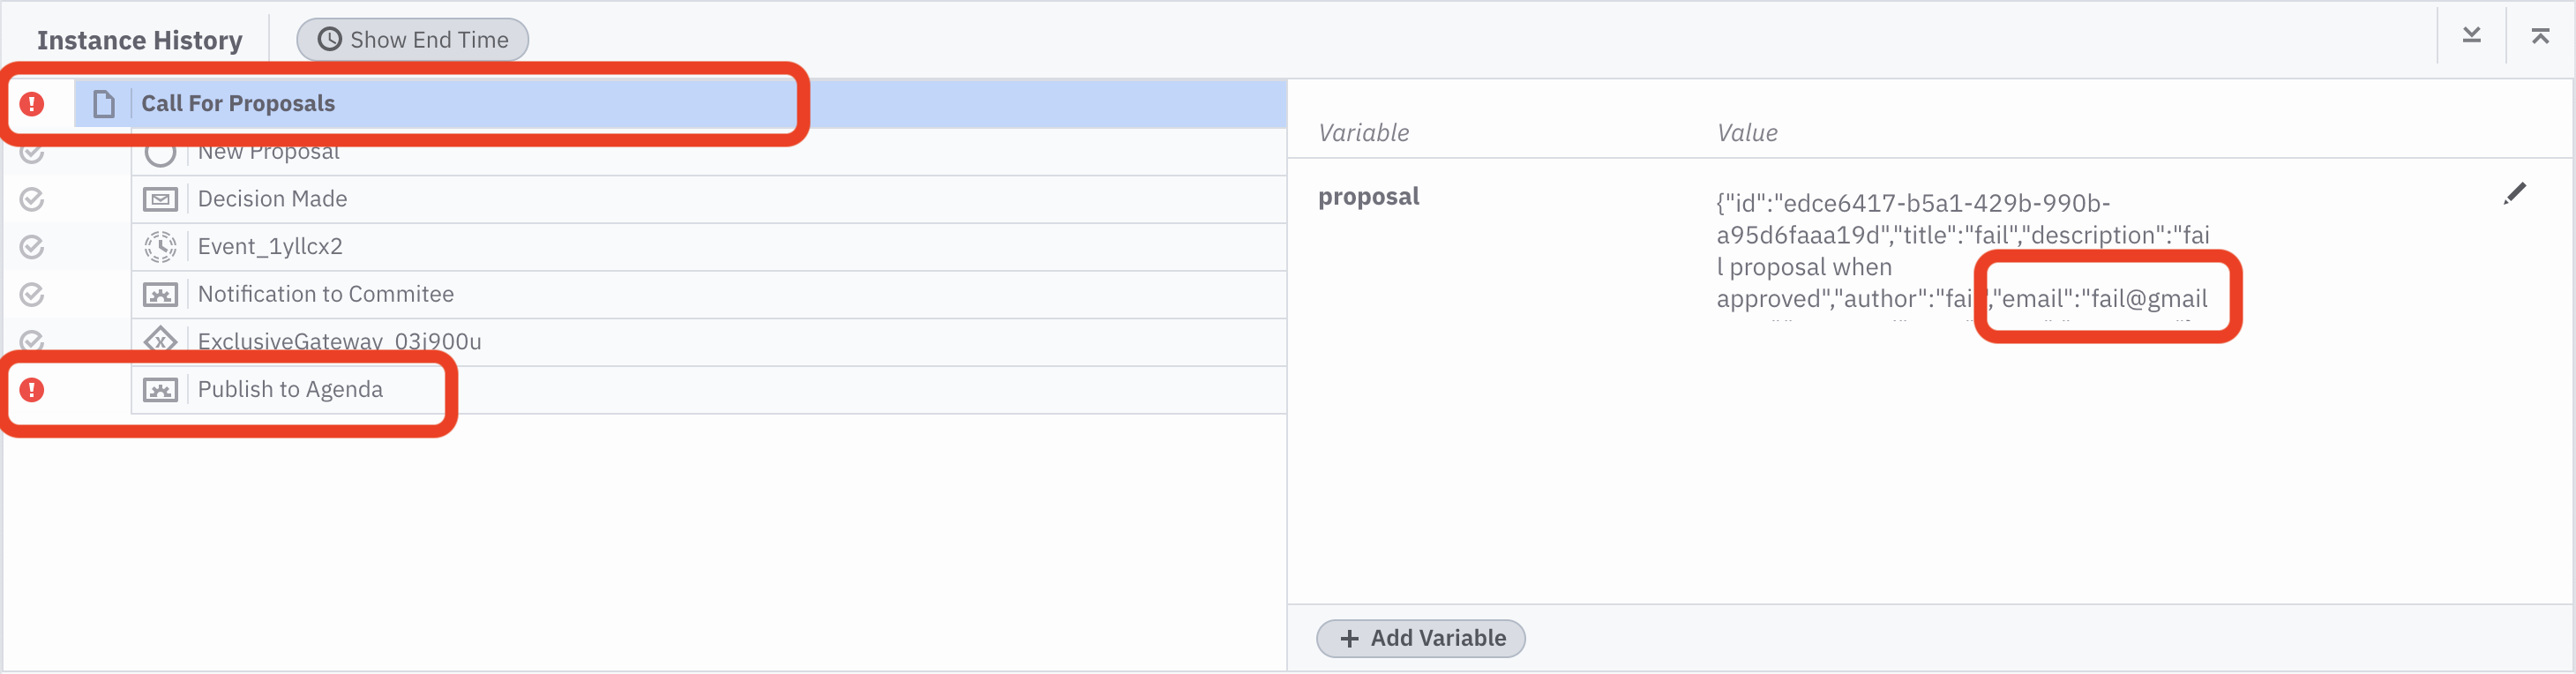 Instance History
Show End Time
Call For Proposals
New Proposal
Decision Made
Event_1yllcx2
Notification to Commitee
ExclusiveGateway_03j900u
Publish to Agenda
Variable Value
proposal
{"id":"edce6417-b5a1-429b-990b-
a95d6faaa19d","title":"fail","description":"fai
l proposal when
approved","author":"fail","email":"fail@gmail
Add Variable